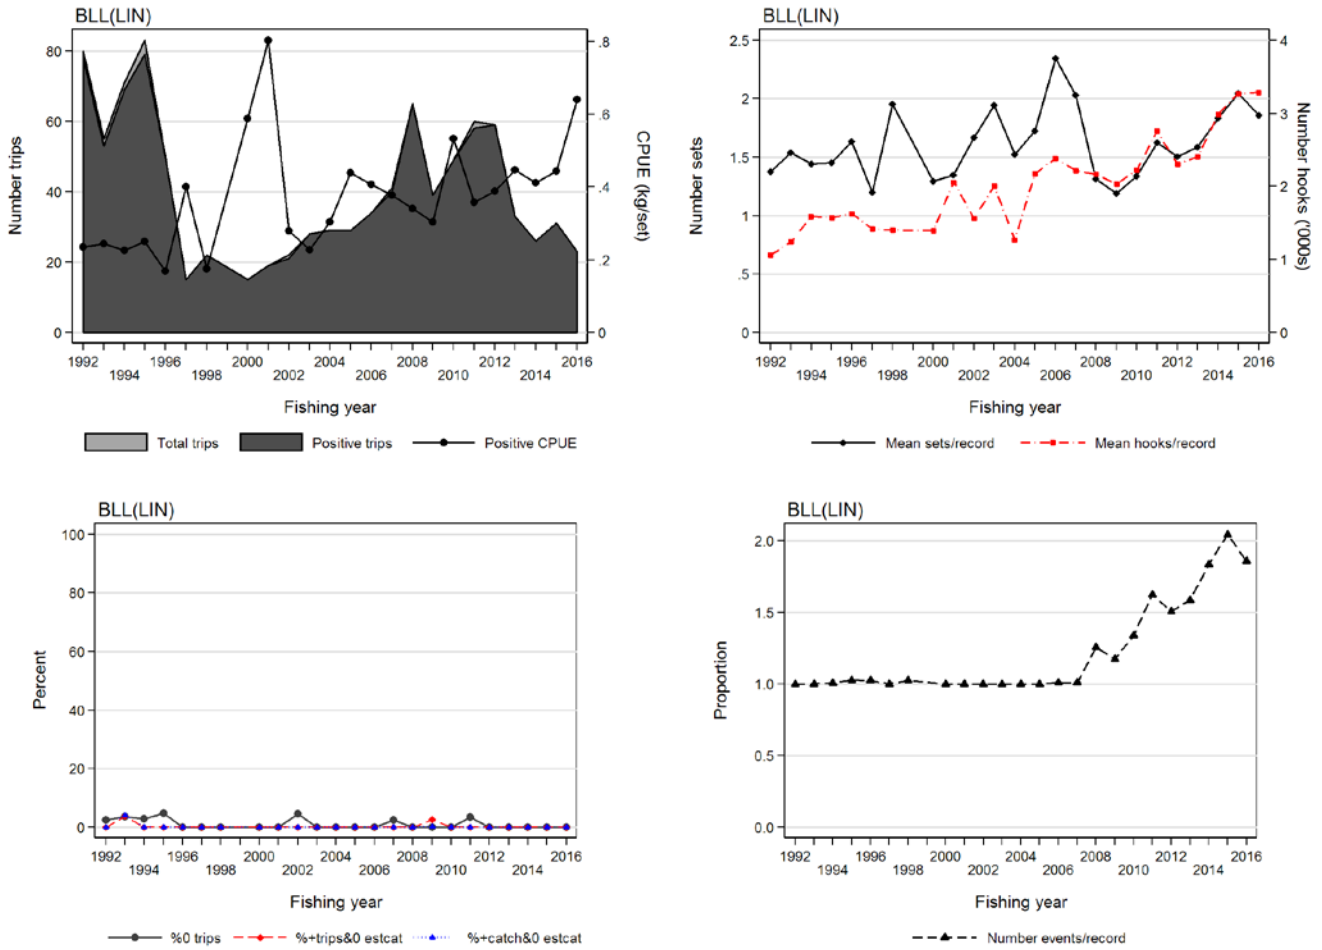 BLL(LIN)
80
60
40
20
0
Number trips
.8
.6
.4
.2
0
CPUE (kg/set)
1992 1996 2000 2004 2008 2012 2016
1994 1998 2002 2006 2010 2014
Fishing year
Total trips Positive trips Positive CPUE
BLL(LIN)
2.5
2
1.5
1
.5
0
Number sets
4
3
2
1
0
Number hooks ('000s)
1992 1996 2000 2004 2008 2012 2016
1994 1998 2002 2006 2010 2014
Fishing year
Mean sets/record Mean hooks/record
BLL(LIN)
100
80
60
40
20
0
Percent
1992 1996 2000 2004 2008 2012 2016
1994 1998 2002 2006 2010 2014
Fishing year
%0 trips %+trips&0 estcat %+catch&0 estcat
BLL(LIN)
2.0
1.5
1.0
0.5
0.0
Proportion
1992 1996 2000 2004 2008 2012 2016
1994 1998 2002 2006 2010 2014
Fishing year
Number events/record